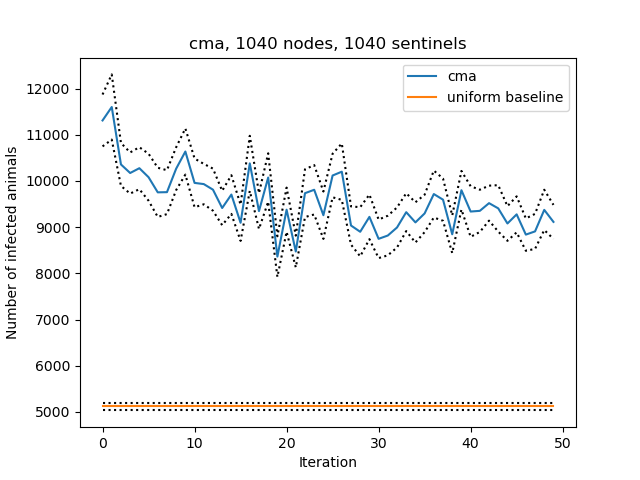 cma, 1040 nodes, 1040 sentinels
cma
uniform baseline
Number of infected animals
12000
11000
10000
9000
8000
7000
6000
5000
0 10 20 30 40 50
Iteration